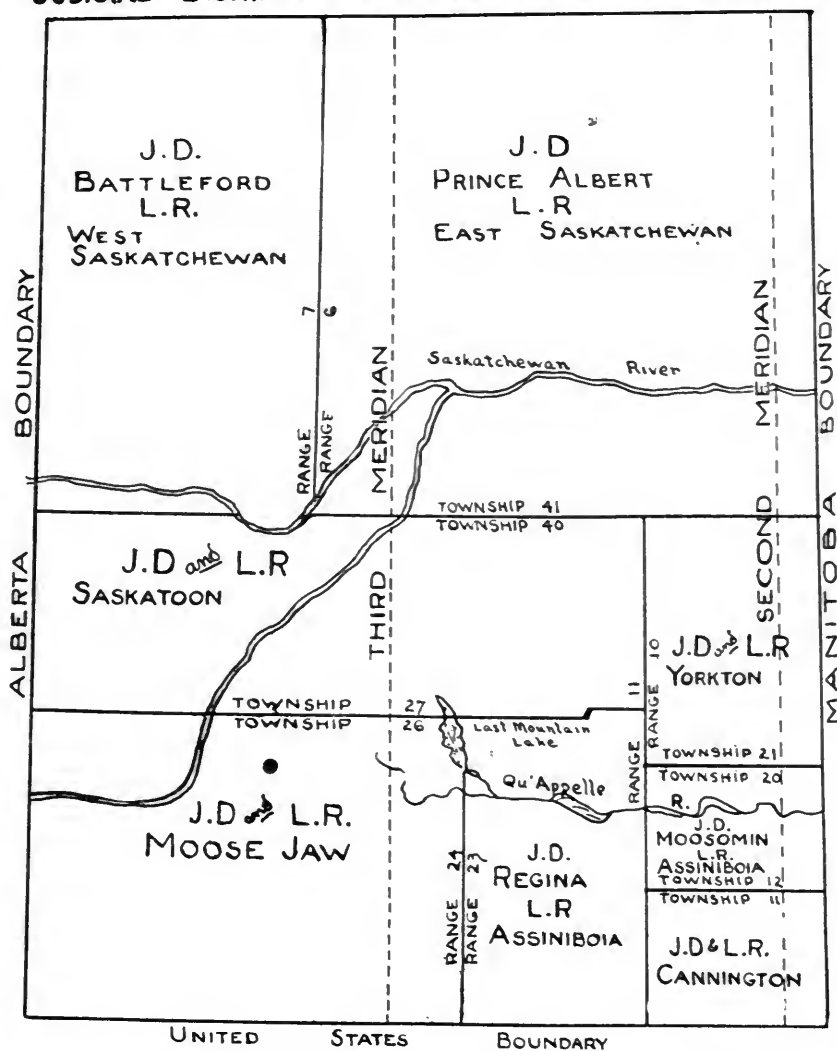 J.D.
BATTLEFORD
L.R.
WEST
SASKATCHEWAN
J.D
PRINCE ALBERT
L.R
EAST SASKATCHEWAN
7
6
RANGE
RANGE
ALBERTA BOUNDARY
THIRD MERIDIAN
SECOND MERIDIAN
MANITOBA BOUNDARY
Saskatchewan River
TOWNSHIP 41
TOWNSHIP 40
J.D and L.R
SASKATOON
J.D and L.R
YORKTON
RANGE 11
RANGE 10
TOWNSHIP 27
TOWNSHIP 26
Last Mountain
Lake
TOWNSHIP 21
TOWNSHIP 20
Qu'Appelle R.
J.D and L.R.
MOOSE JAW
RANGE 24
RANGE 23
J.D.
REGINA
L.R
ASSINIBOIA
J.D.
MOOSOMIN
L.R.
ASSINIBOIA
TOWNSHIP 12
TOWNSHIP 11
J.D & L.R.
CANNINGTON
UNITED STATES BOUNDARY